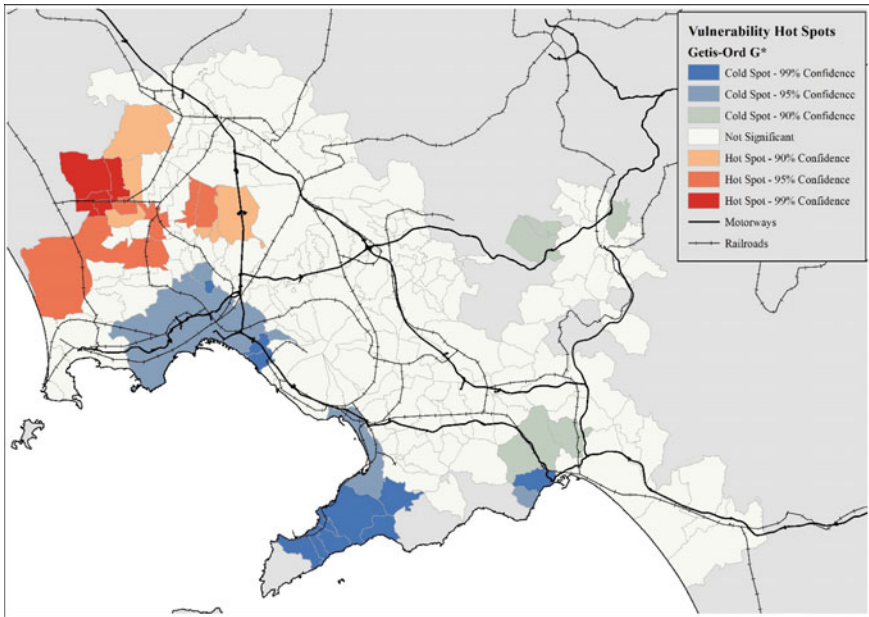 Vulnerability Hot Spots
Getis-Ord G*
Cold Spot - 99% Confidence
Cold Spot - 95% Confidence
Cold Spot - 90% Confidence
Not Significant
Hot Spot - 90% Confidence
Hot Spot - 95% Confidence
Hot Spot - 99% Confidence
Motorways
Railroads